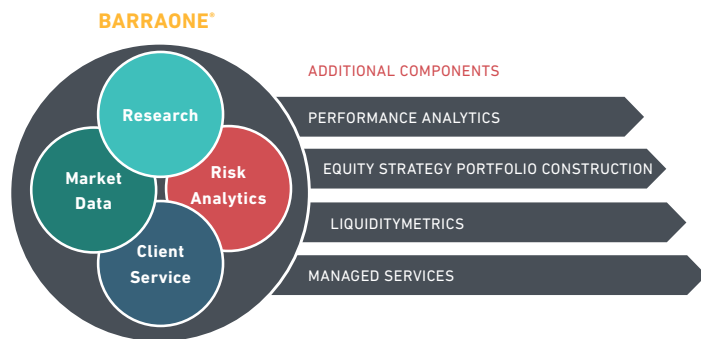 BARRAONE®
Research
Market
Data
Risk
Analytics
Client
Service
ADDITIONAL COMPONENTS
PERFORMANCE ANALYTICS
EQUITY STRATEGY PORTFOLIO CONSTRUCTION
LIQUIDITYMETRICS
MANAGED SERVICES